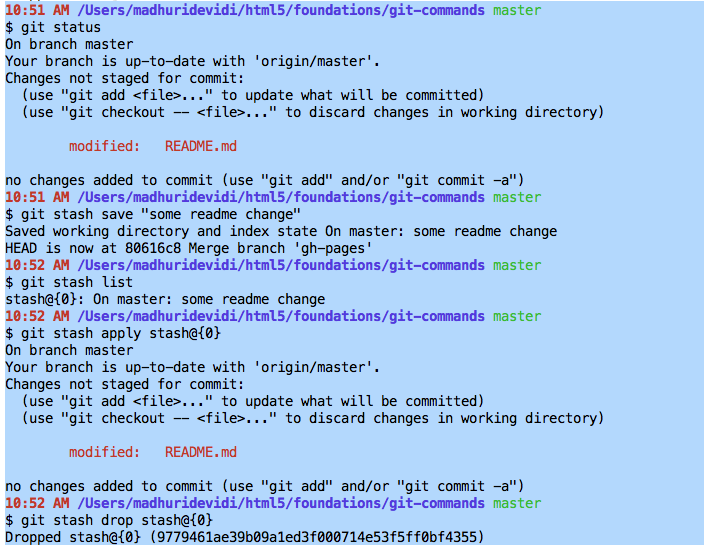 10:51 AM /Users/madhuridevidi/html5/foundations/git-commands master
$ git status
On branch master
Your branch is up-to-date with 'origin/master'.
Changes not staged for commit:
  (use "git add <file>..." to update what will be committed)
  (use "git checkout -- <file>..." to discard changes in working directory)
        modified:   README.md
no changes added to commit (use "git add" and/or "git commit -a")
10:51 AM /Users/madhuridevidi/html5/foundations/git-commands master
$ git stash save "some readme change"
Saved working directory and index state On master: some readme change
HEAD is now at 80616c8 Merge branch 'gh-pages'
10:52 AM /Users/madhuridevidi/html5/foundations/git-commands master
$ git stash list
stash@{0}: On master: some readme change
10:52 AM /Users/madhuridevidi/html5/foundations/git-commands master
$ git stash apply stash@{0}
On branch master
Your branch is up-to-date with 'origin/master'.
Changes not staged for commit:
  (use "git add <file>..." to update what will be committed)
  (use "git checkout -- <file>..." to discard changes in working directory)
        modified:   README.md
no changes added to commit (use "git add" and/or "git commit -a")
10:52 AM /Users/madhuridevidi/html5/foundations/git-commands master
$ git stash drop stash@{0}
Dropped stash@{0} (9779461ae39b09a1ed3f000714e53f5ff0bf4355)